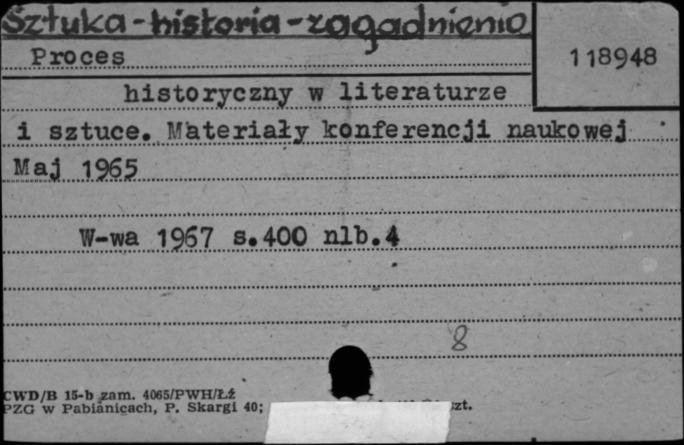 Sztuka - historia - zagadnienia
Proces
118948
historyczny w literaturze
i sztuce. Materiały konferencji naukowej
Maj 1965
W-wa 1967 s.400 nlb.4
8
CWD/B 15-b zam. 4065/PWH/Łź
PZG w Pabianicach, P. Skargi 40;